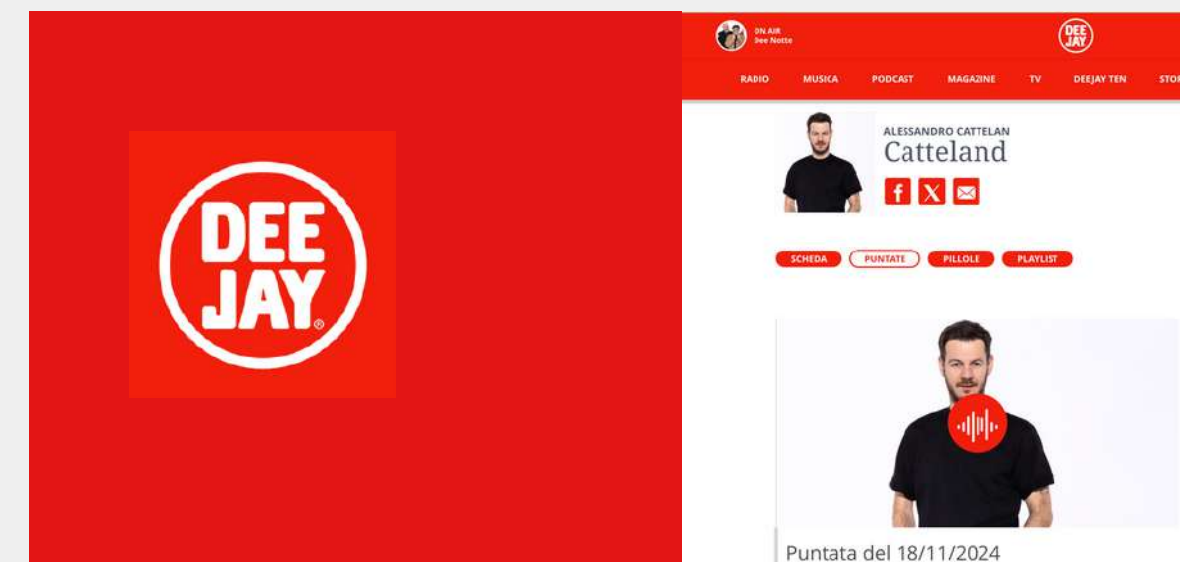 DEE
JAY®
ON AIR
Dee Notte
DEE
JAY
RADIO MUSICA PODCAST MAGAZINE TV DEEJAY TEN STOR
ALESSANDRO CATTELAN
Catteland
SCHEDA PUNTATE PILLOLE PLAYLIST
Puntata del 18/11/2024